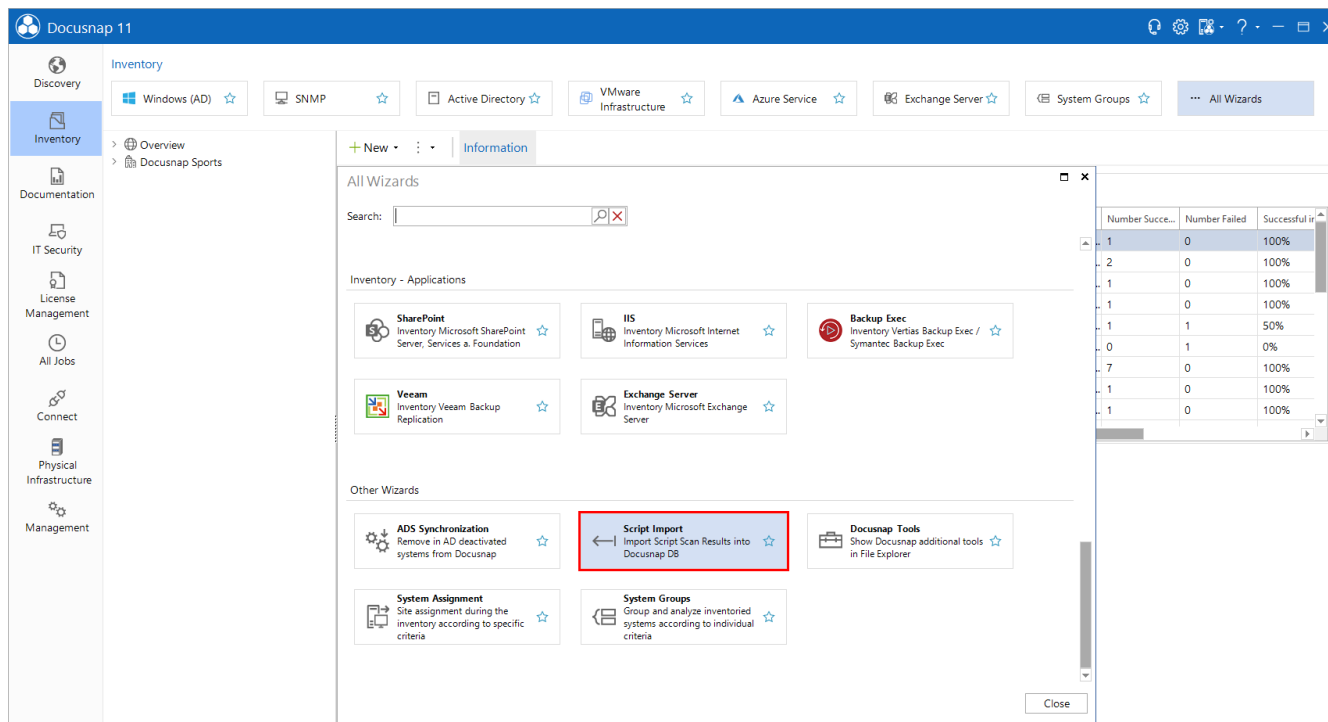 Docusnap 11
Discovery
Inventory
Documentation
IT Security
License
Management
All Jobs
Connect
Physical
Infrastructure
Management
Inventory
Windows (AD)
SNMP
Active Directory
VMware
Infrastructure
Azure Service
Exchange Server
System Groups
All Wizards
Overview
Docusnap Sports
New
Information
All Wizards
Search:
Inventory - Applications
SharePoint
Inventory Microsoft SharePoint
Server, Services a. Foundation
IIS
Inventory Microsoft Internet
Information Services
Backup Exec
Inventory Vertias Backup Exec /
Symantec Backup Exec
Veeam
Inventory Veeam Backup
Replication
Exchange Server
Inventory Microsoft Exchange
Server
Other Wizards
ADS Synchronization
Remove in AD deactivated
systems from Docusnap
Script Import
Import Script Scan Results into
Docusnap DB
Docusnap Tools
Show Docusnap additional tools
in File Explorer
System Assignment
Site assignment during the
inventory according to specific
criteria
System Groups
Group and analyze inventoried
systems according to individual
criteria
Close
Number Succe... Number Failed Successful in
1 0 100%
2 0 100%
1 0 100%
1 0 100%
1 1 50%
0 1 0%
7 0 100%
1 0 100%
1 0 100%